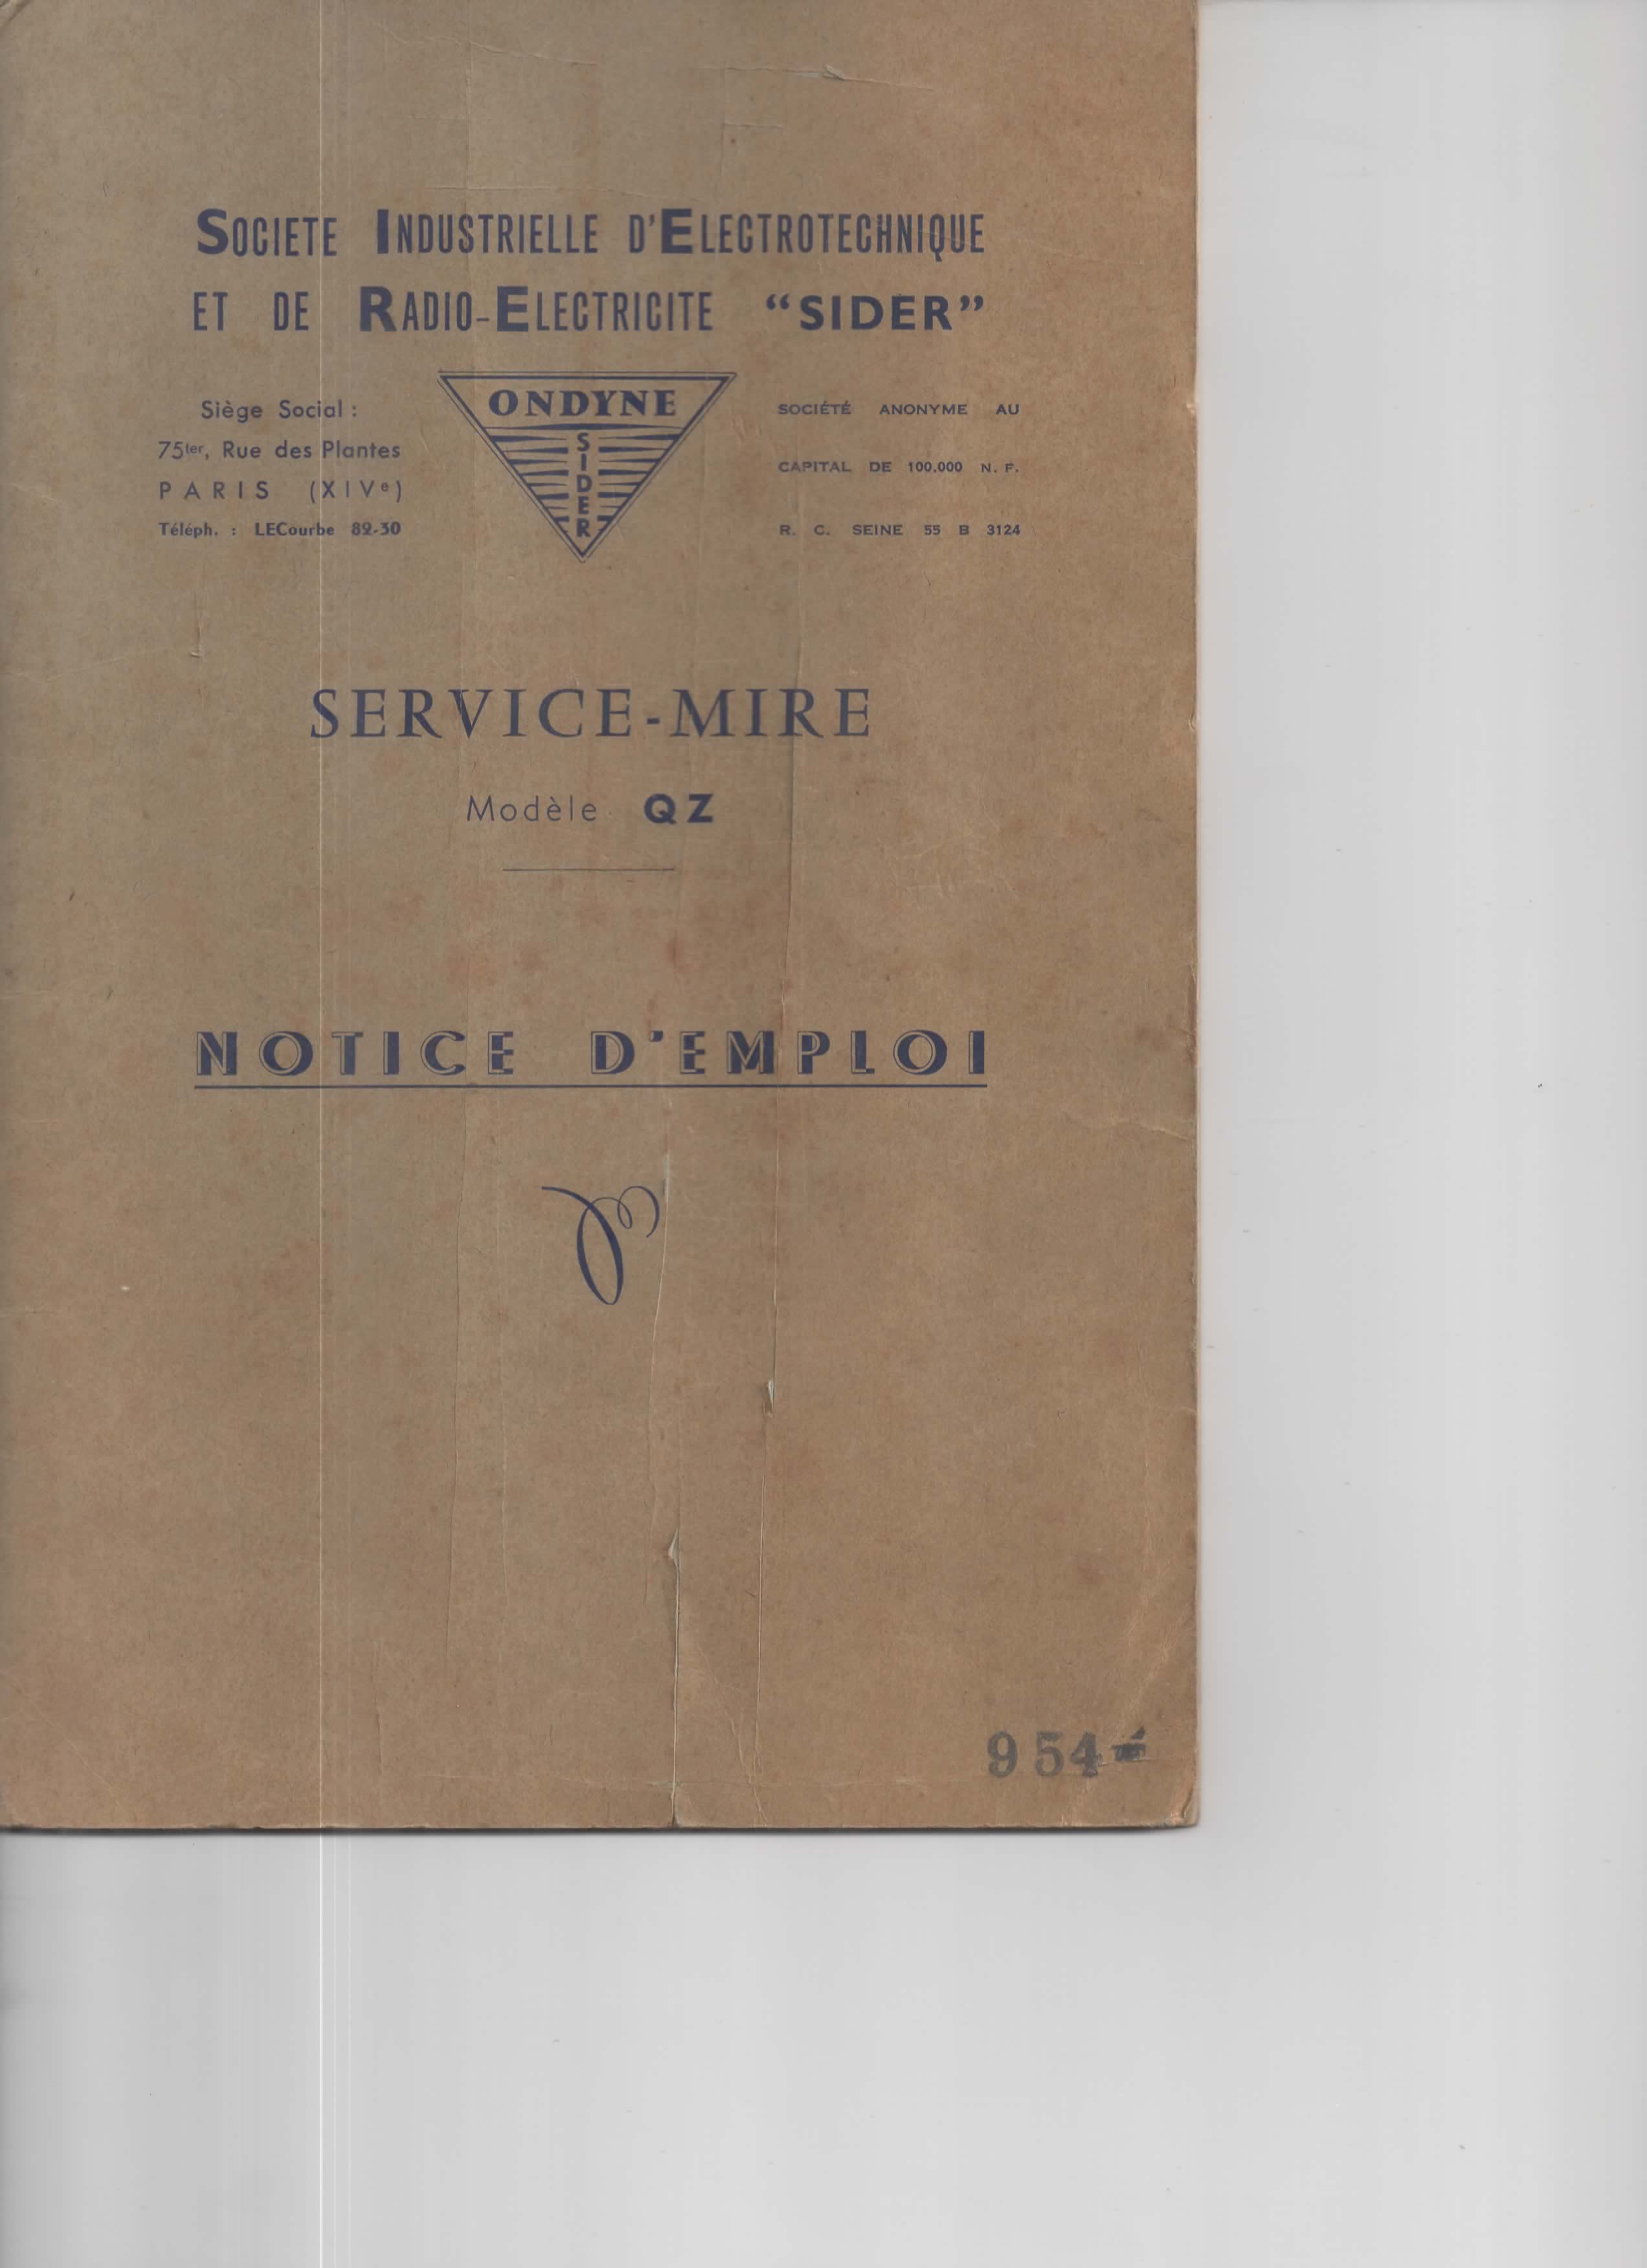 SOCIETE INDUSTRIELLE D'ELECTROTECHNIQUE
ET DE RADIO-ELECTRICITE "SIDER"
Siège Social :
75ter, Rue des Plantes
PARIS (XIVe)
Téléph. : LECourbe 82-30
ONDYNE
SIDER
SOCIÉTÉ ANONYME AU
CAPITAL DE 100.000 N. F.
R. C. SEINE 55 B 3124
SERVICE-MIRE
Modèle QZ
NOTICE D'EMPLOI
954